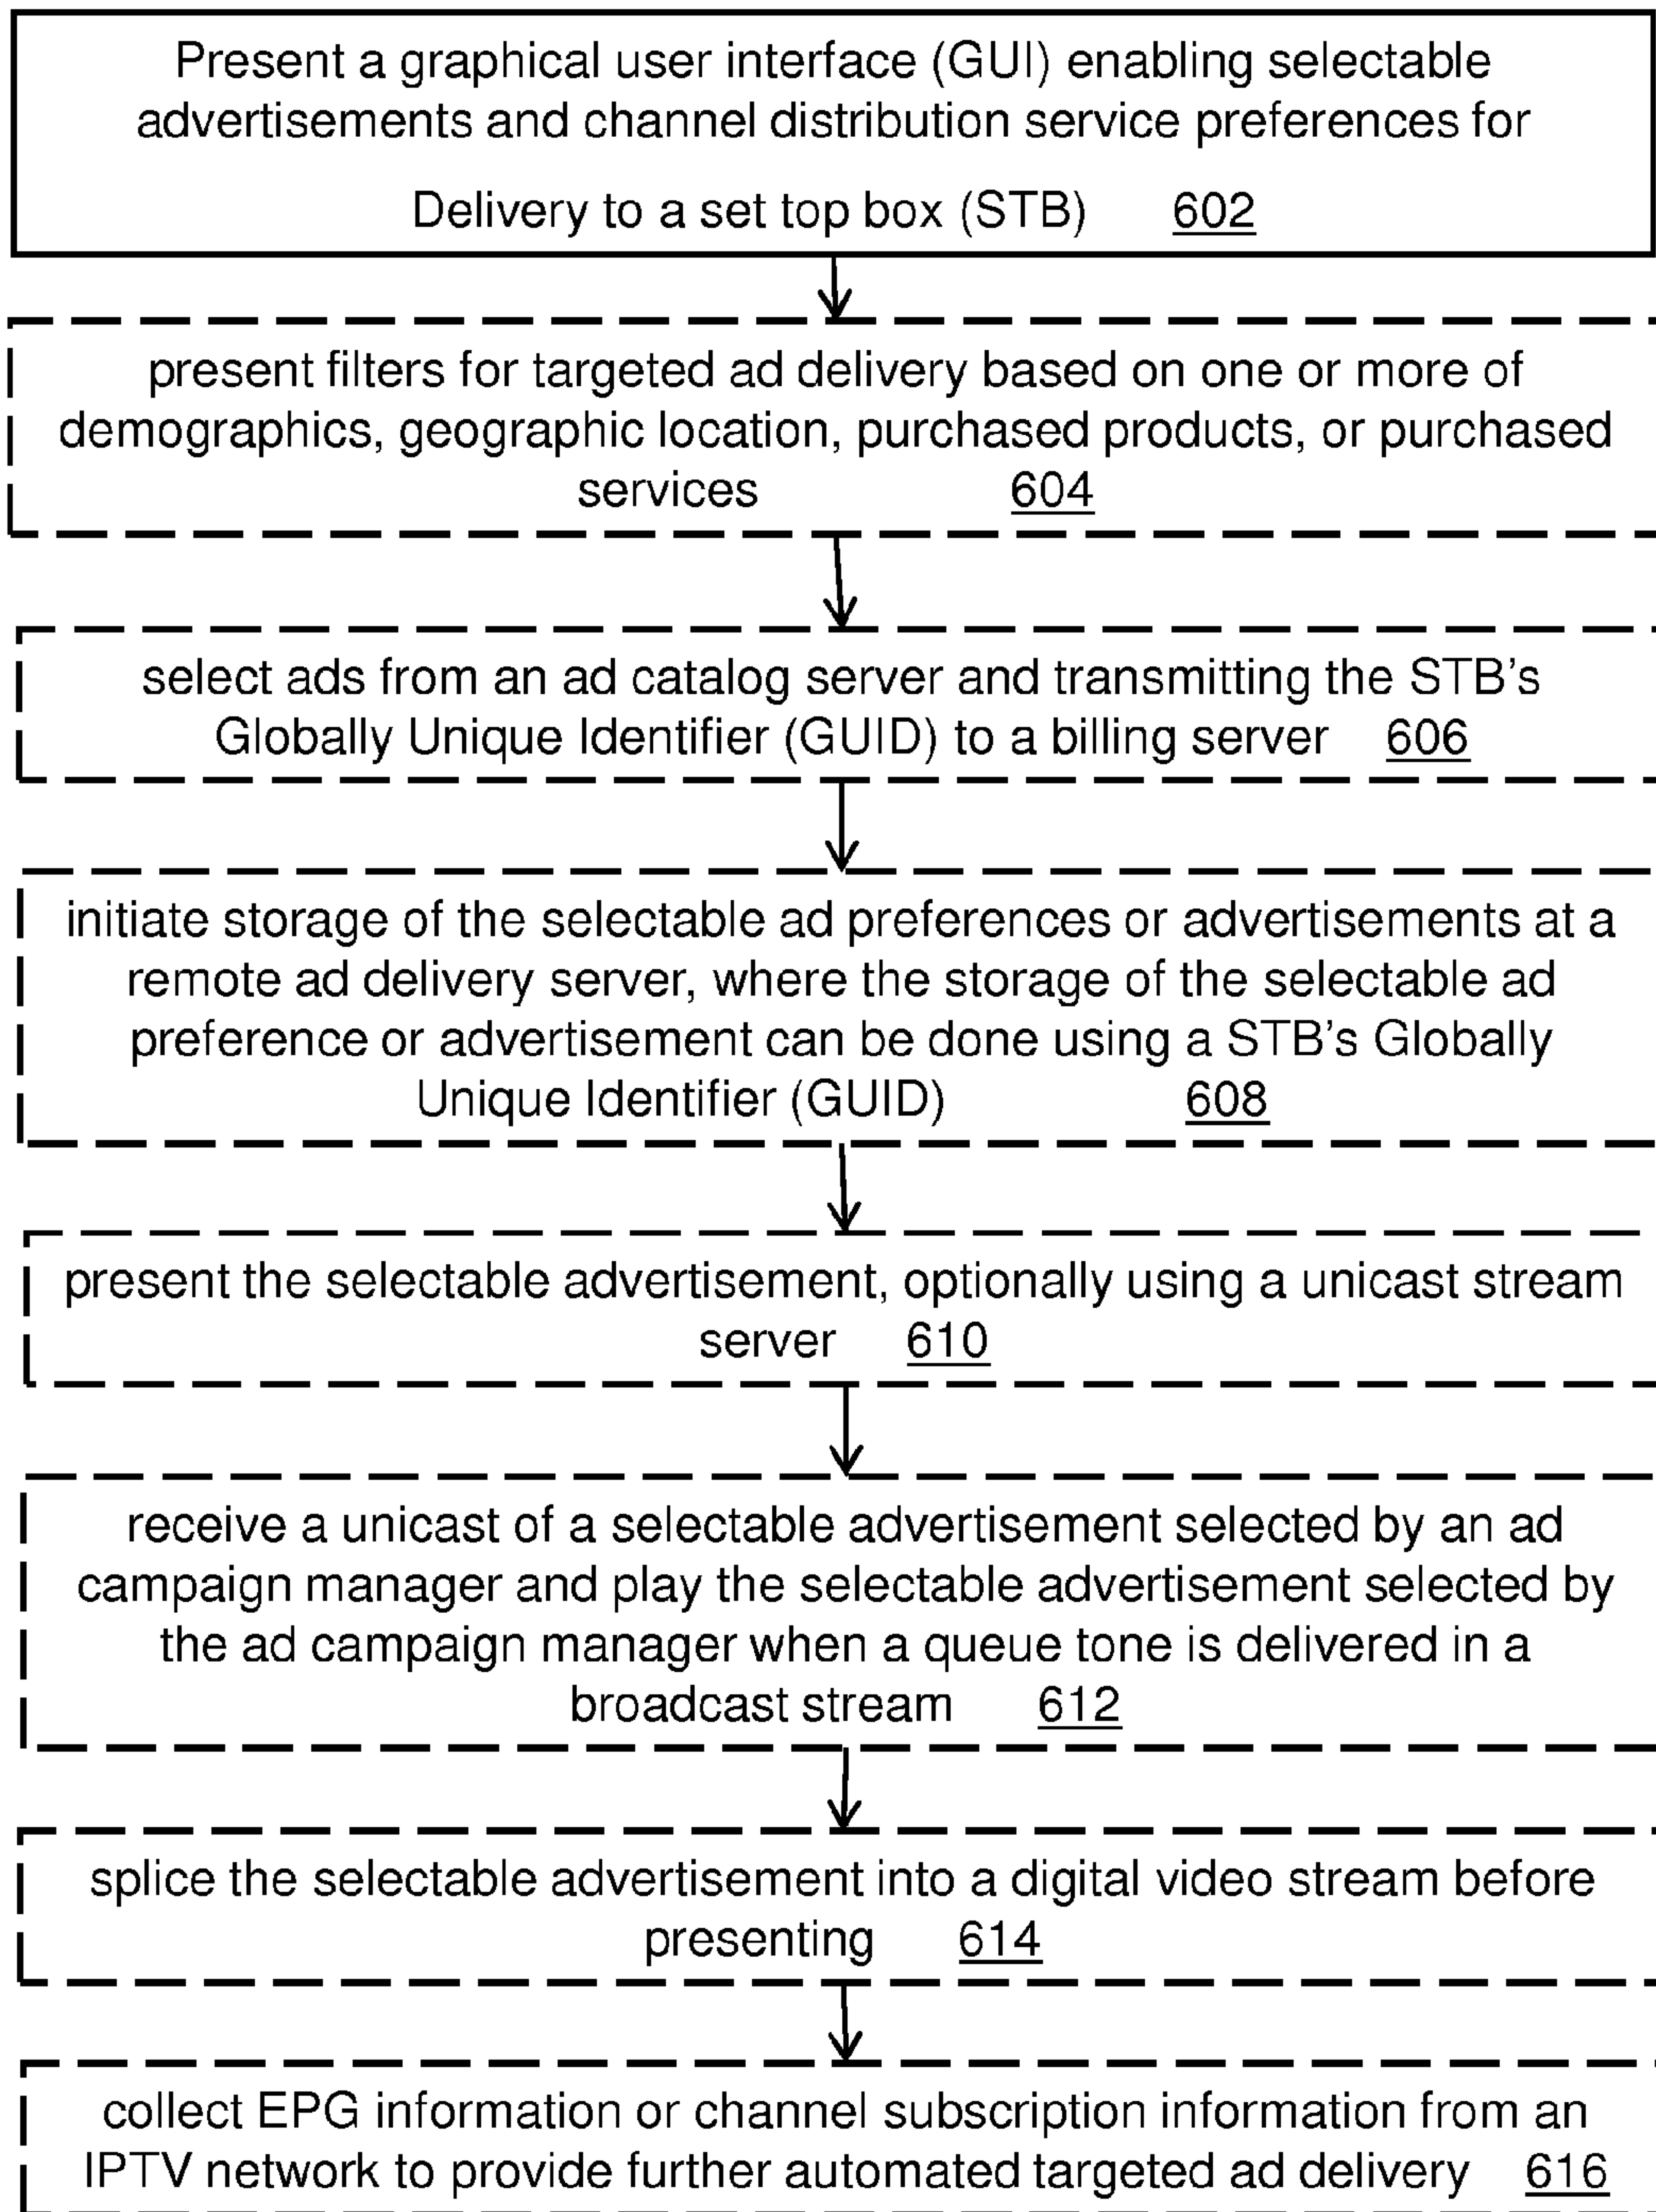 Present a graphical user interface (GUI) enabling selectable
advertisements and channel distribution service preferences for
Delivery to a set top box (STB) 602
present filters for targeted ad delivery based on one or more of
demographics, geographic location, purchased products, or purchased
services 604
select ads from an ad catalog server and transmitting the STB's
Globally Unique Identifier (GUID) to a billing server 606
initiate storage of the selectable ad preferences or advertisements at a
remote ad delivery server, where the storage of the selectable ad
preference or advertisement can be done using a STB's Globally
Unique Identifier (GUID) 608
present the selectable advertisement, optionally using a unicast stream
server 610
receive a unicast of a selectable advertisement selected by an ad
campaign manager and play the selectable advertisement selected by
the ad campaign manager when a queue tone is delivered in a
broadcast stream 612
splice the selectable advertisement into a digital video stream before
presenting 614
collect EPG information or channel subscription information from an
IPTV network to provide further automated targeted ad delivery 616